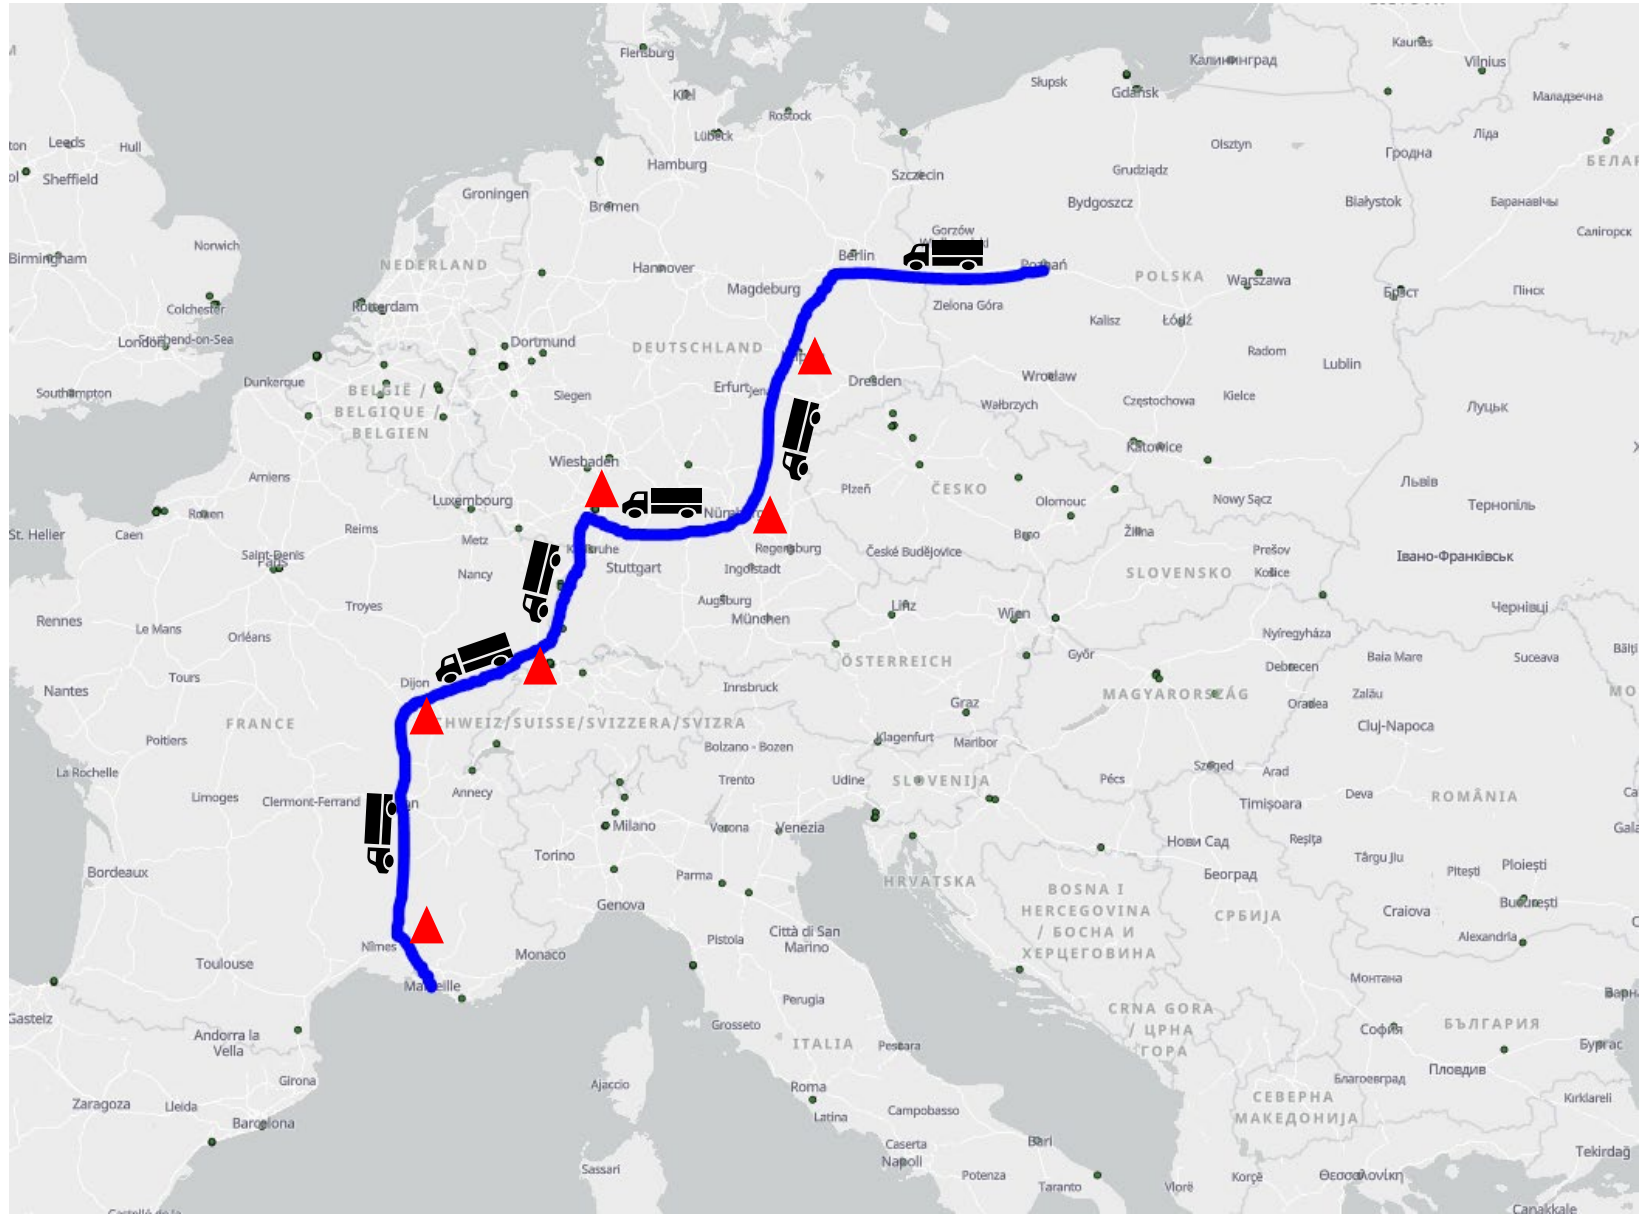 Flensburg
Kaunas
Vilnius
Калининград
Słupsk
Gdańsk
Маладзечна
Kiel
Rostock
Lübeck
Ліда
Leeds
Hull
Hamburg
Olsztyn
Гродна
Sheffield
Szczecin
Grudziądz
Groningen
Bremen
Bydgoszcz
Białystok
Баранавічы
Салігорск
Norwich
Gorzów
Birmingham
NEDERLAND
Hannover
Berlin
Poznań
POLSKA
Warszawa
Magdeburg
Брэст
Пінск
Colchester
Rotterdam
Zielona Góra
Kalisz
Łódź
London
Southend-on-Sea
Dortmund
DEUTSCHLAND
Radom
Lublin
Dunkerque
Southampton
BELGIË /
BELGIQUE /
BELGIEN
Siegen
Erfurt
Dresden
Wrocław
Wałbrzych
Częstochowa
Kielce
Луцьк
Wiesbaden
Katowice
Amiens
Luxembourg
Plzeň
ČESKO
Olomouc
Nowy Sącz
Львів
Тернопіль
St. Helier
Caen
Rouen
Reims
Metz
Karlsruhe
Regensburg
Brno
Žilina
České Budějovice
Prešov
Івано-Франківськ
Saint-Denis
Paris
Nancy
Stuttgart
Ingolstadt
SLOVENSKO
Košice
Troyes
Augsburg
München
Linz
Wien
Чернівці
Rennes
Le Mans
Orléans
Nyíregyháza
Győr
Debrecen
Baia Mare
Suceava
ÖSTERREICH
Tours
Dijon
Nantes
Innsbruck
MAGYARORSZÁG
Zalău
Oradea
FRANCE
Graz
Cluj-Napoca
Poitiers
Bolzano - Bozen
Klagenfurt
Maribor
La Rochelle
Annecy
Trento
Udine
SLOVENIJA
Pécs
Szeged
Arad
Limoges
Clermont-Ferrand
Timișoara
Deva
ROMÂNIA
Milano
Verona
Venezia
Нови Сад
Reșița
Torino
Târgu Jiu
Pitești
Ploiești
Bordeaux
Parma
HRVATSKA
Београд
BOSNA I
HERCEGOVINA
/ БОСНА И
ХЕРЦЕГОВИНА
Genova
СРБИЈА
Craiova
București
Nîmes
Pistoia
Città di San
Marino
Alexandria
Toulouse
Monaco
Marseille
Монтана
Perugia
Gasteiz
CRNA GORA
/ ЦРНА
ГОРА
Andorra la
Vella
Grosseto
ITALIA
Pescara
София
БЪЛГАРИЯ
Бургас
Girona
Ajaccio
Roma
Благоевград
Пловдив
Zaragoza
Lleida
Latina
Campobasso
СЕВЕРНА
МАКЕДОНИЈА
Kırklareli
Barcelona
Caserta
Napoli
Bari
Tekirdağ
Sassari
Potenza
Taranto
Vlorë
Korçë
Θεσσαλονίκη
Çanakkale